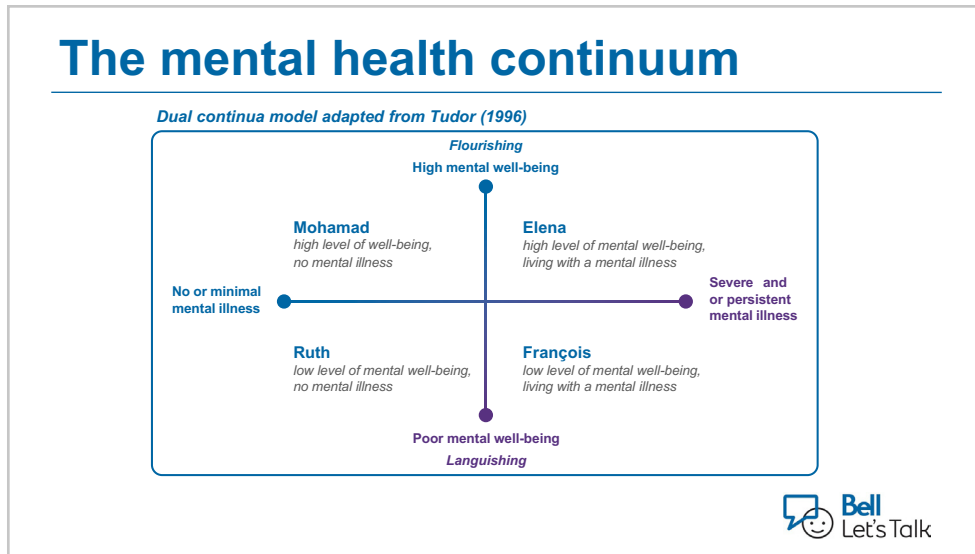 The mental health continuum
Dual continua model adapted from Tudor (1996)
Flourishing
High mental well-being
Mohamad
high level of well-being,
no mental illness
Elena
high level of mental well-being,
living with a mental illness
No or minimal
mental illness
Severe and
or persistent
mental illness
Ruth
low level of mental well-being,
no mental illness
François
low level of mental well-being,
living with a mental illness
Poor mental well-being
Languishing
Bell
Let's Talk